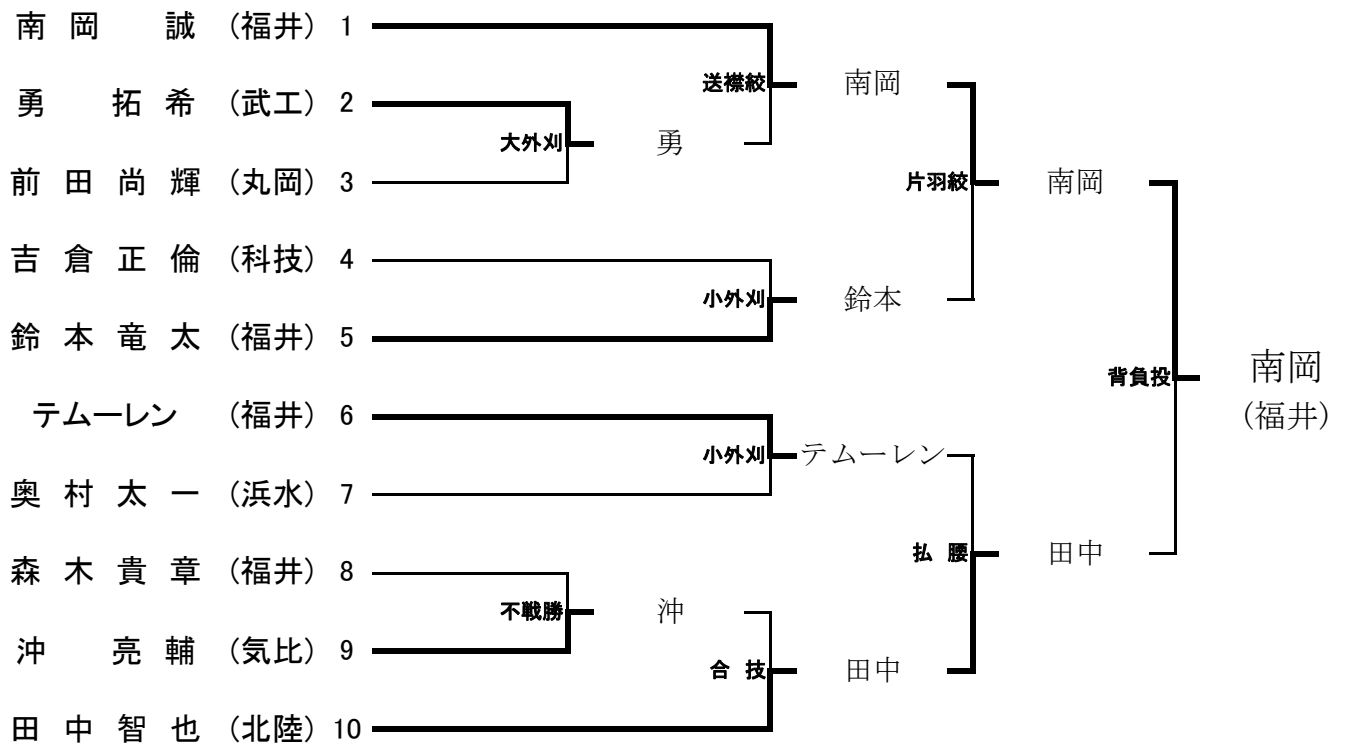 南岡　誠 (福井) 1
送襟絞 南岡
勇　拓希 (武工) 2
大外刈 勇
前田尚輝 (丸岡) 3
片羽絞 南岡
吉倉正倫 (科技) 4
小外刈 鈴本
鈴本竜太 (福井) 5
背負投 南岡
(福井)
テムーレン (福井) 6
小外刈 テムーレン
奥村太一 (浜水) 7
払腰 田中
森木貴章 (福井) 8
不戦勝 沖
沖　亮輔 (気比) 9
合技 田中
田中智也 (北陸) 10